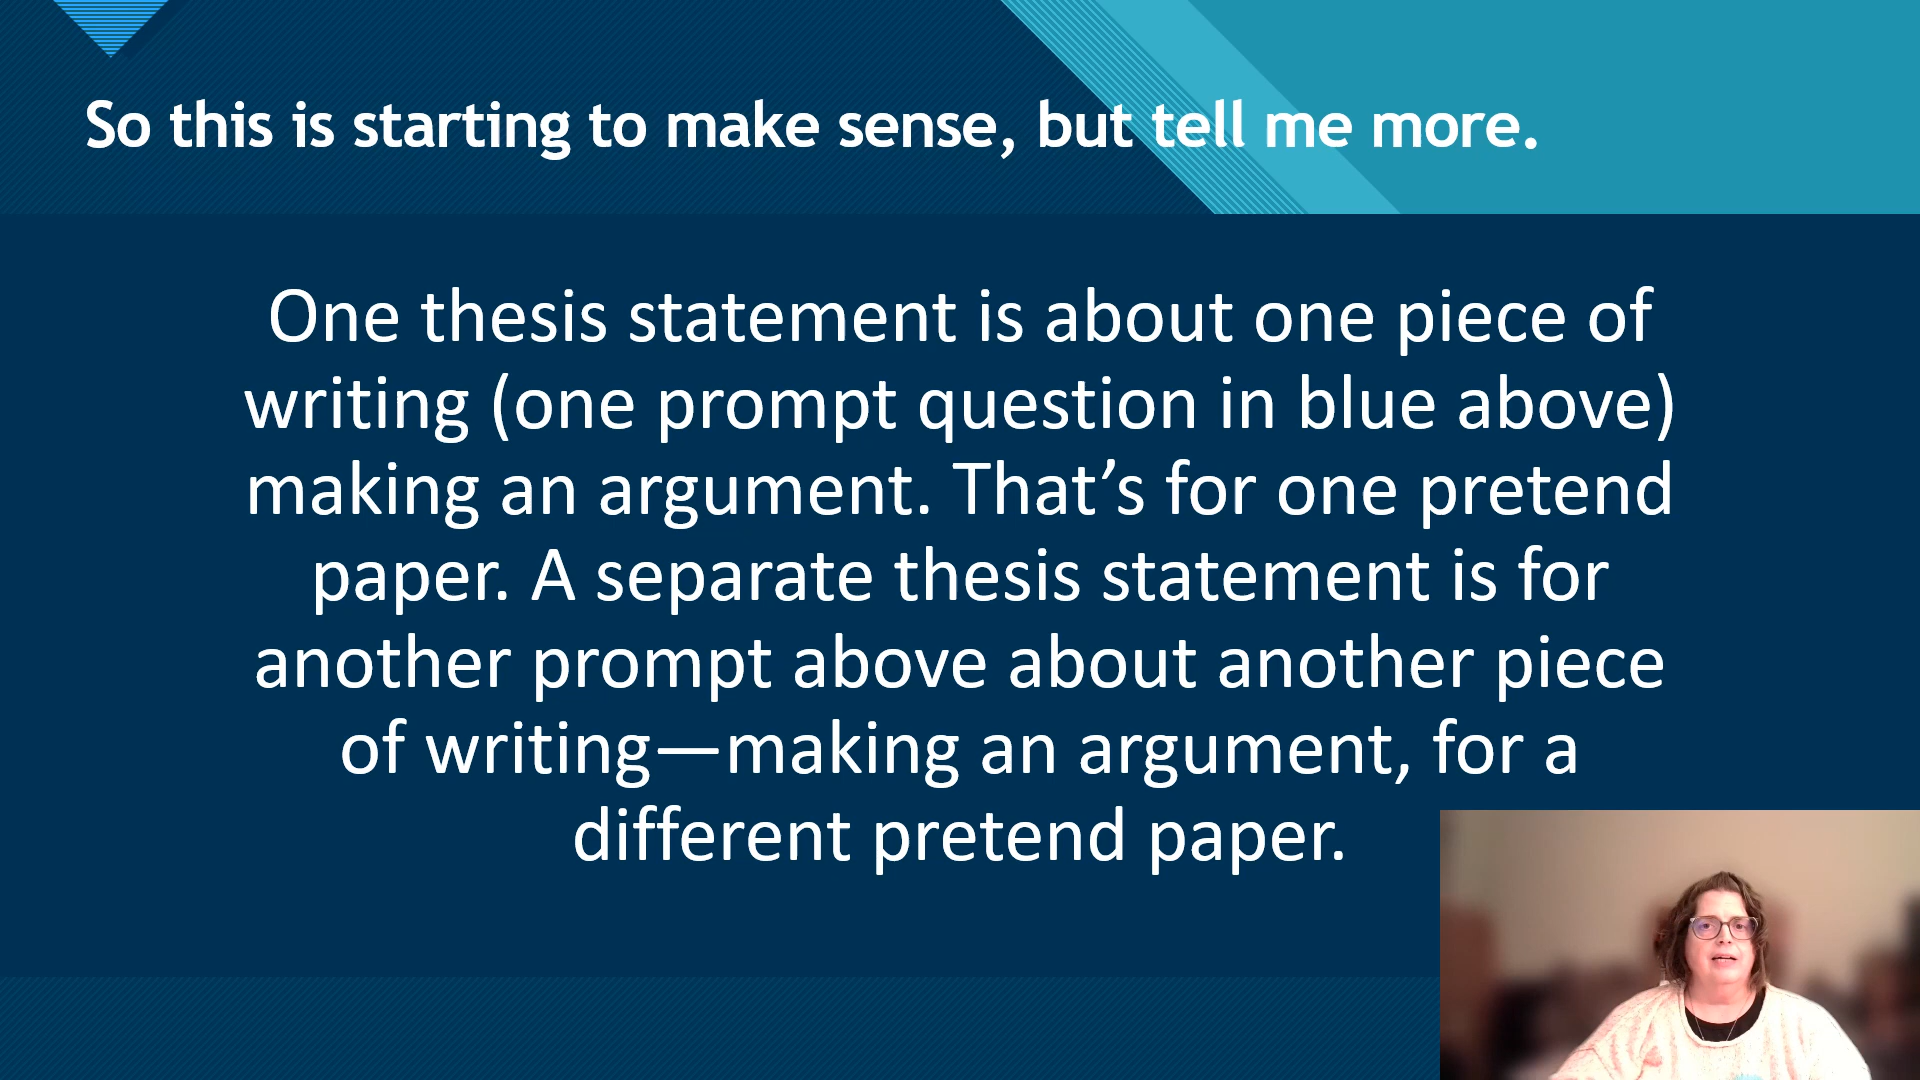 So this is starting to make sense, but tell me more.
One thesis statement is about one piece of
writing (one prompt question in blue above)
making an argument. That’s for one pretend
paper. A separate thesis statement is for
another prompt above about another piece
of writing—making an argument, for a
different pretend paper.